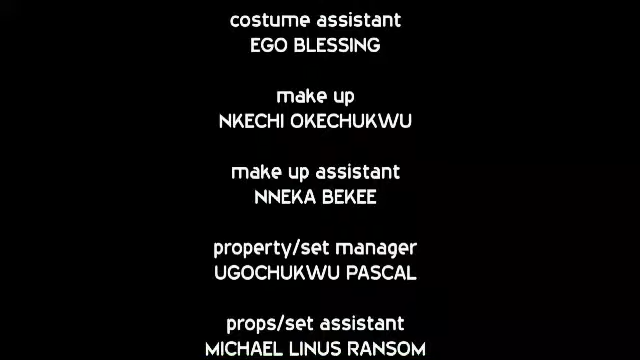 costume assistant
EGO BLESSING
make up
NKECHI OKECHUKWU
make up assistant
NNEKA BEKEE
property/set manager
UGOCHUKWU PASCAL
props/set assistant
MICHAEL LINUS RANSOM